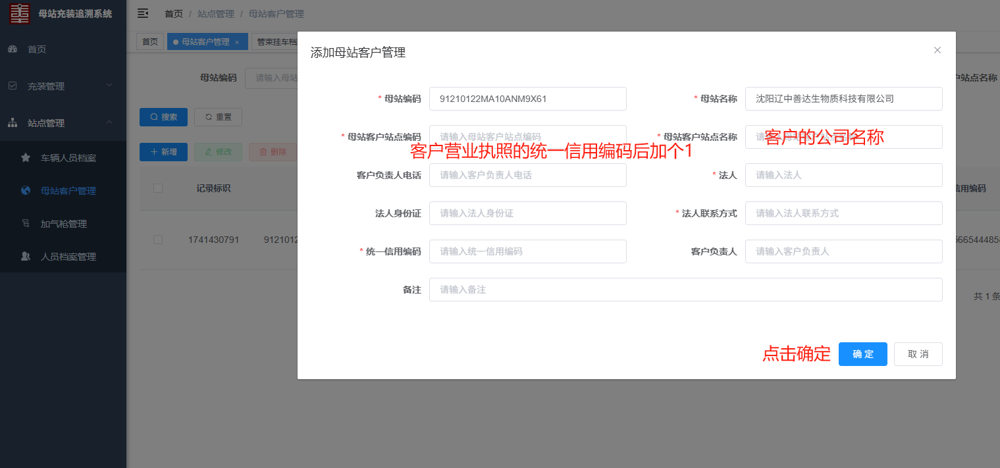 母站充装追溯系统
首页 / 站点管理 / 母站客户管理
首页
充装管理
站点管理
车辆人员档案
母站客户管理
加气枪管理
人员档案管理
首页 母站客户管理 × 管束挂车档
母站编码 请输入母站
户站点名称
搜索 重置
新增 修改 删除
记录标识
信用编码
1741430791 9121012
5665444858
共 1 条
添加母站客户管理
* 母站编码 91210122MA10ANM9X61
* 母站名称 沈阳辽中善达生物质科技有限公司
* 母站客户站点编码 请输入母站客户站点编码
* 母站客户站点名称
客户的公司名称
客户营业执照的统一信用编码后加个1
客户负责人电话 请输入客户负责人电话
* 法人 请输入法人
法人身份证 请输入法人身份证
* 法人联系方式 请输入法人联系方式
* 统一信用编码 请输入统一信用编码
客户负责人 请输入客户负责人
备注 请输入备注
点击确定 确 定 取 消